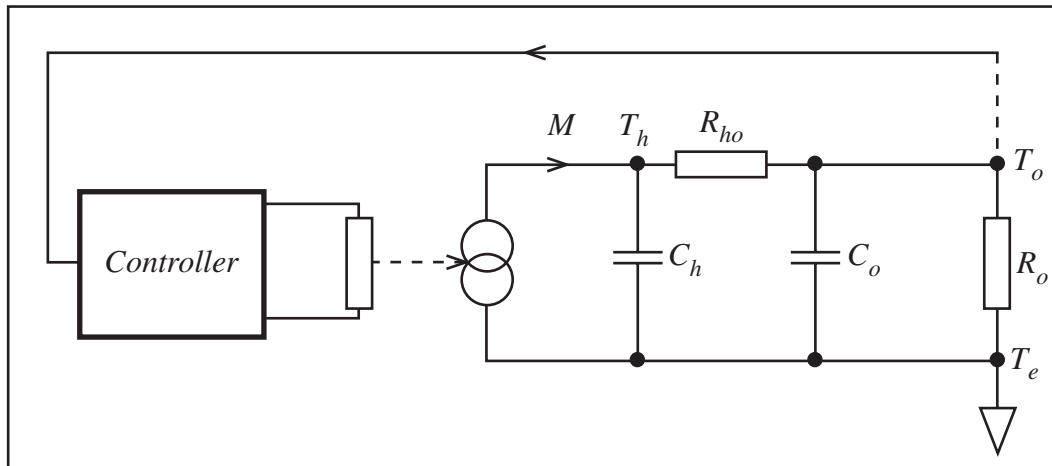 M
T_h
R_ho
T_o
Controller
C_h
C_o
R_o
T_e